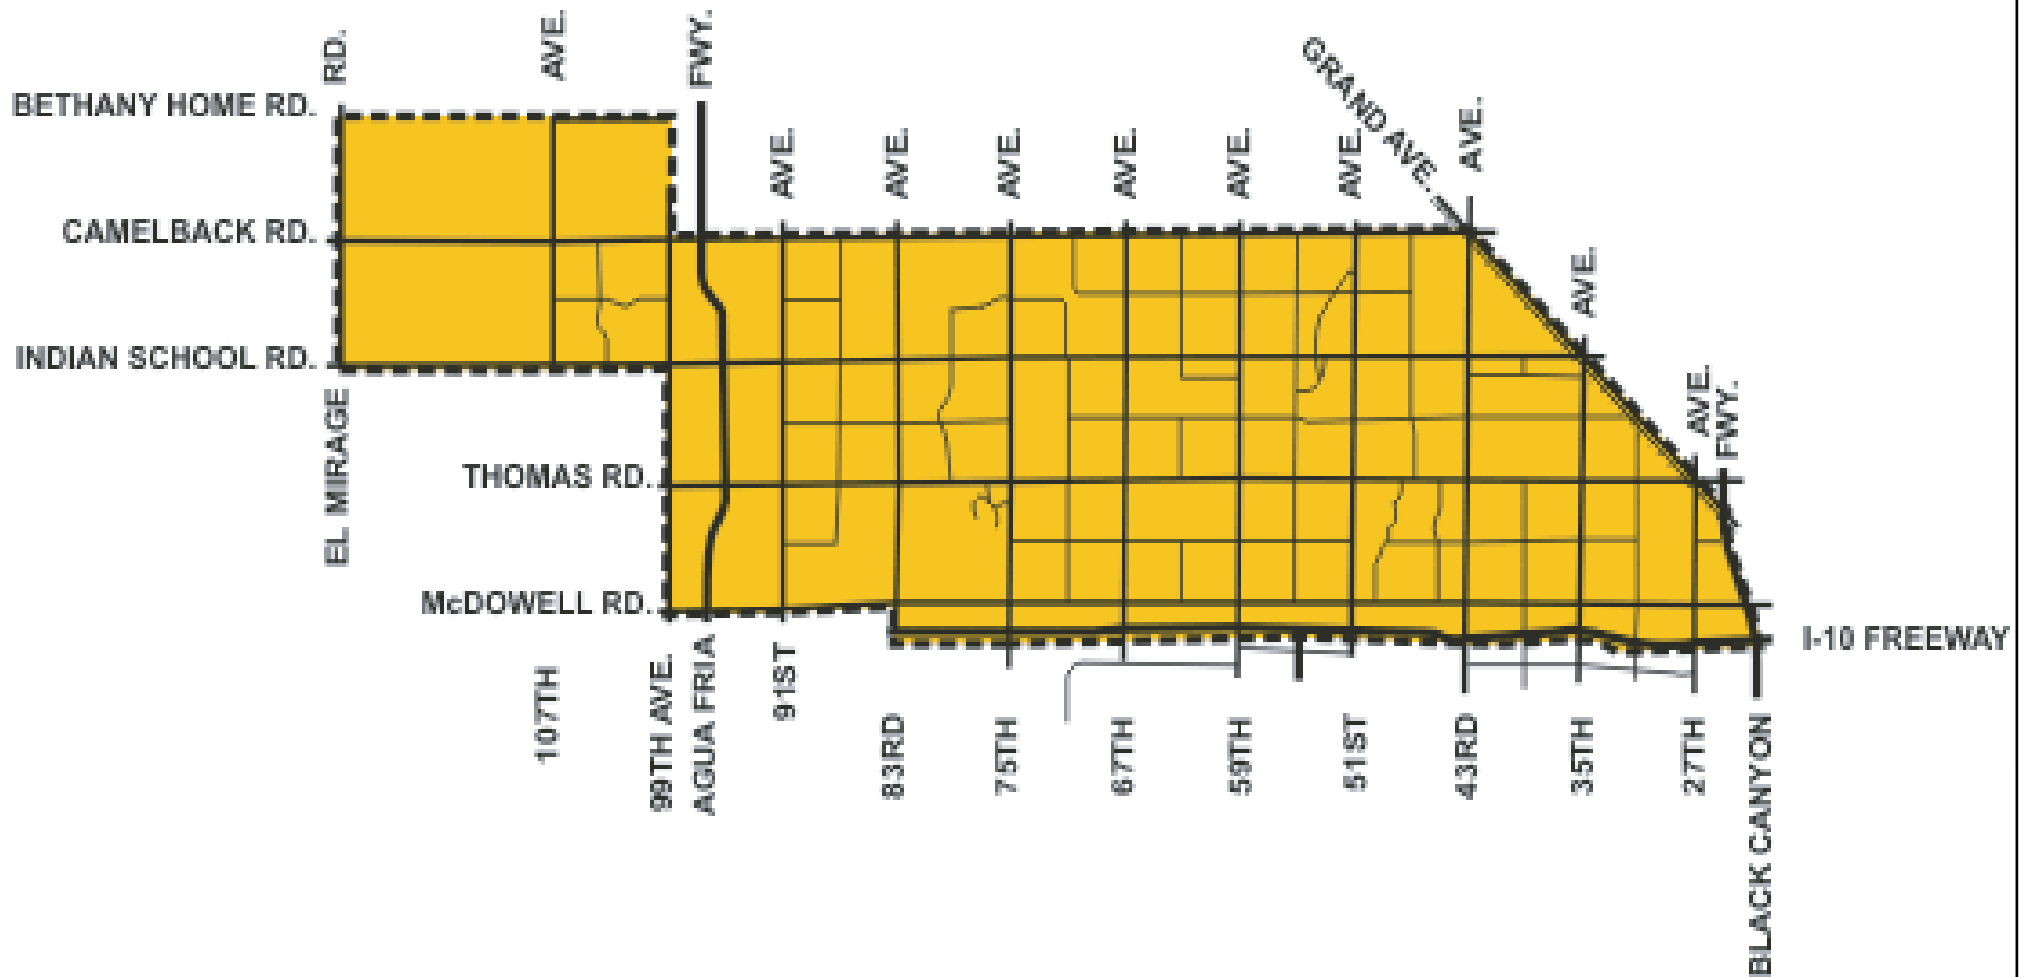 RD.
AVE.
FWY.
GRAND AVE.
AVE.
BETHANY HOME RD.
AVE.
AVE.
AVE.
AVE.
AVE.
AVE.
CAMELBACK RD.
AVE.
INDIAN SCHOOL RD.
AVE.
FWY.
EL MIRAGE
THOMAS RD.
McDOWELL RD.
I-10 FREEWAY
107TH
99TH AVE.
AGUA FRIA
91ST
83RD
75TH
67TH
59TH
51ST
43RD
35TH
27TH
BLACK CANYON